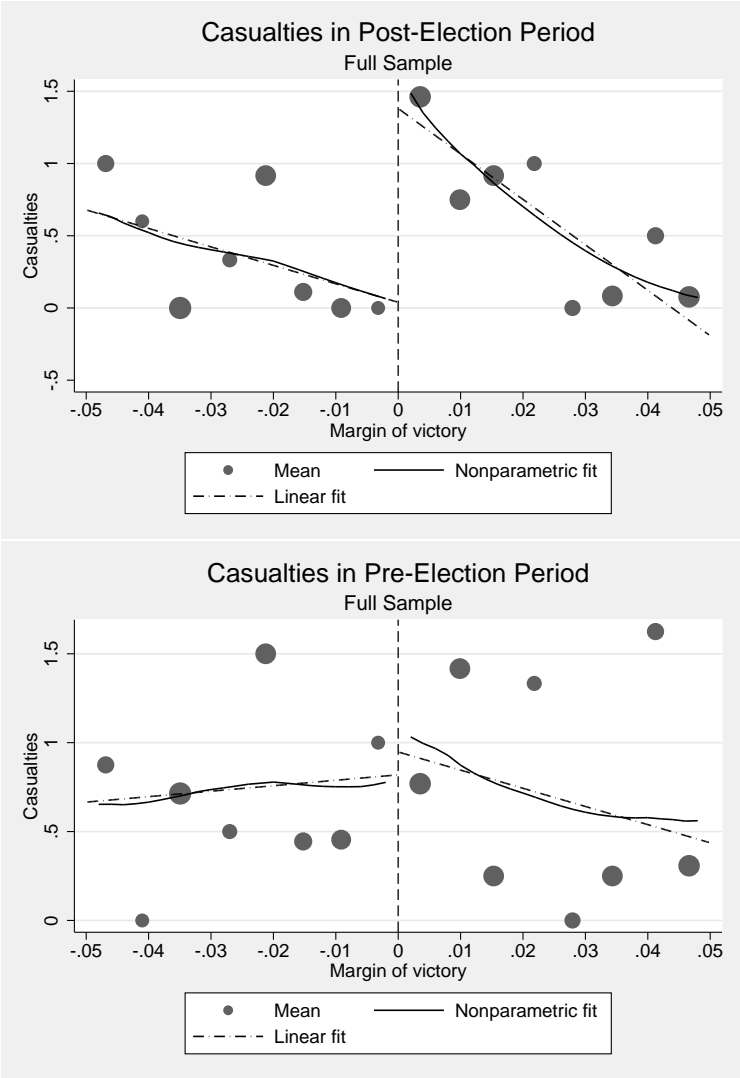 Casualties in Post-Election Period
Full Sample
Casualties
1.5
1
.5
0
-.5
-.05 -.04 -.03 -.02 -.01 0 .01 .02 .03 .04 .05
Margin of victory
Mean Nonparametric fit
Linear fit
Casualties in Pre-Election Period
Full Sample
Casualties
1.5
1
.5
0
-.05 -.04 -.03 -.02 -.01 0 .01 .02 .03 .04 .05
Margin of victory
Mean Nonparametric fit
Linear fit